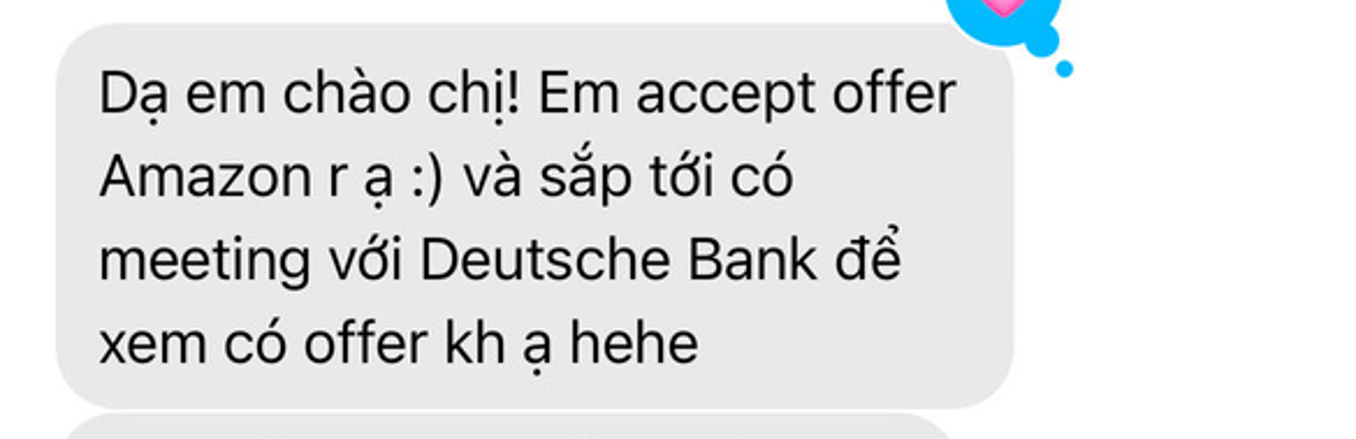 Dạ em chào chị! Em accept offer
Amazon r ạ :) và sắp tới có
meeting với Deutsche Bank để
xem có offer kh ạ hehe